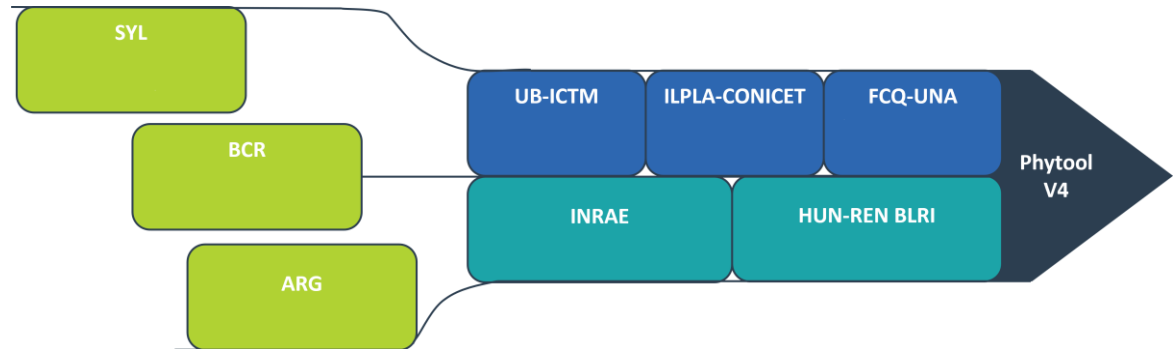 SYL
BCR
ARG
UB-ICTM
ILPLA-CONICET
FCQ-UNA
INRAE
HUN-REN BLRI
Phytool
V4